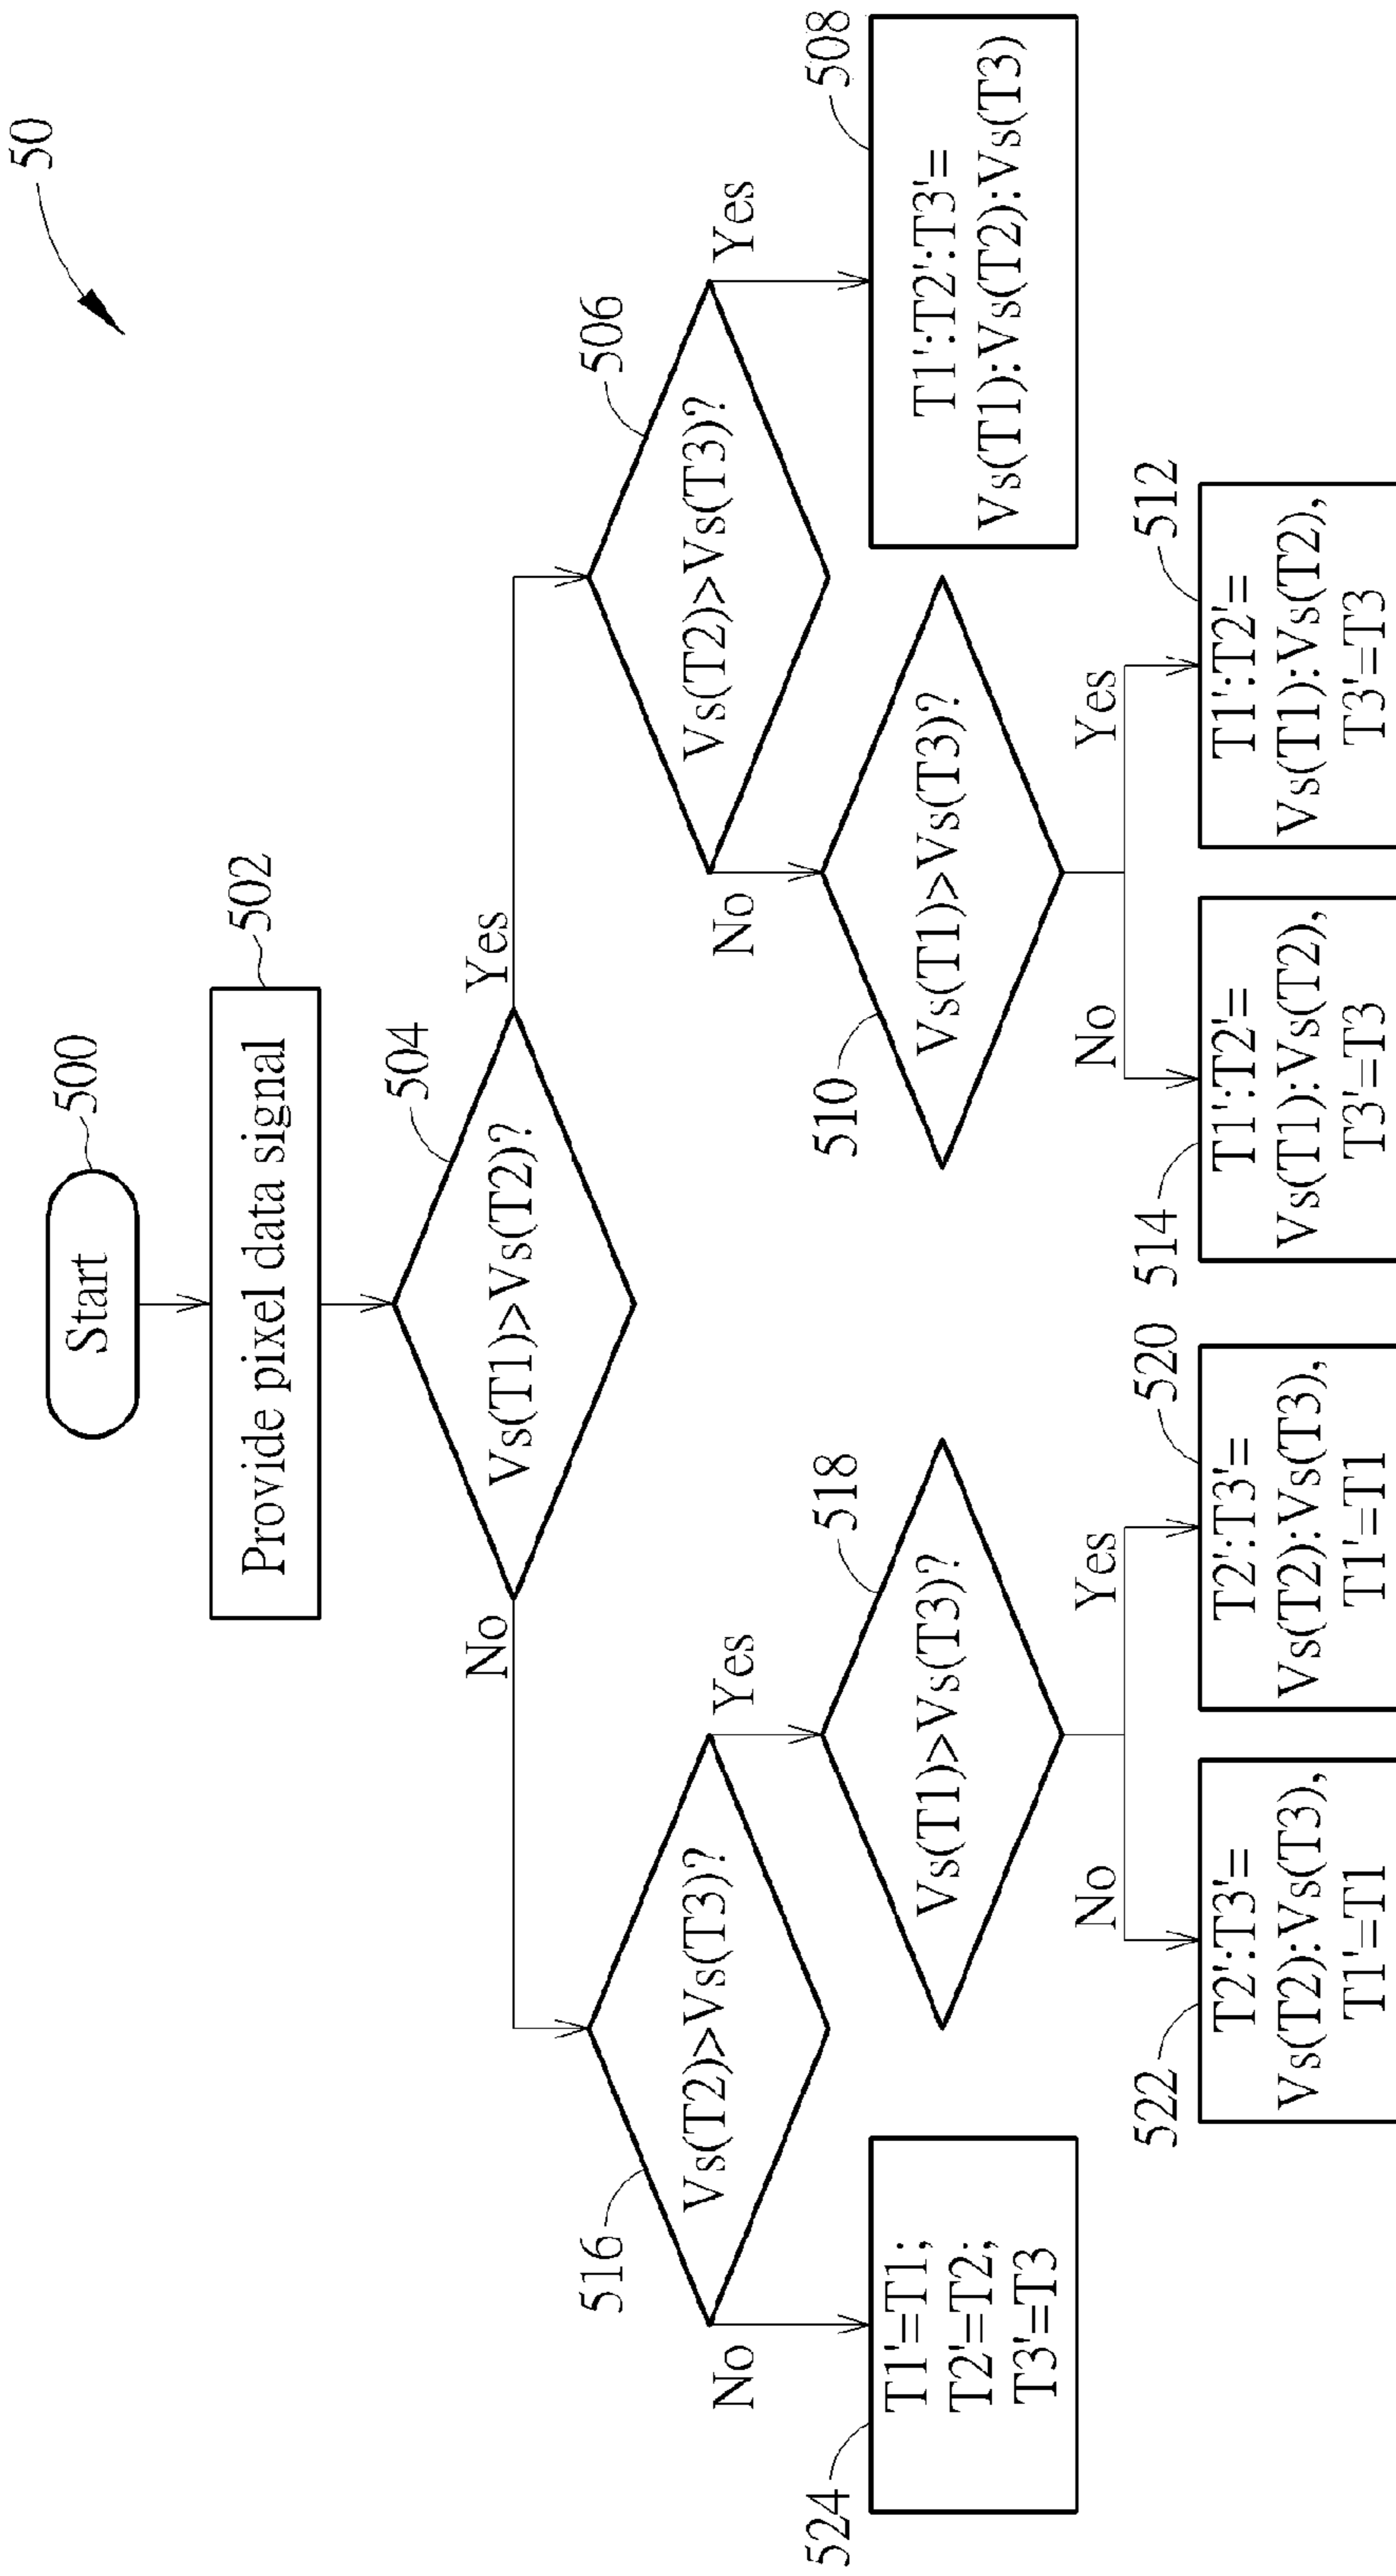 50
Start
500
Provide pixel data signal
502
Vs(T1)>Vs(T2)?
504
No
Yes
Vs(T2)>Vs(T3)?
516
Vs(T2)>Vs(T3)?
506
No
Yes
No
Yes
T1'=T1;
T2'=T2;
T3'=T3
524
Vs(T1)>Vs(T3)?
518
Vs(T1)>Vs(T3)?
510
T1':T2':T3'=
Vs(T1):Vs(T2):Vs(T3)
508
No
Yes
No
Yes
T2':T3'=
Vs(T2):Vs(T3),
T1'=T1
522
T2':T3'=
Vs(T2):Vs(T3),
T1'=T1
520
T1':T2'=
Vs(T1):Vs(T2),
T3'=T3
514
T1':T2'=
Vs(T1):Vs(T2),
T3'=T3
512